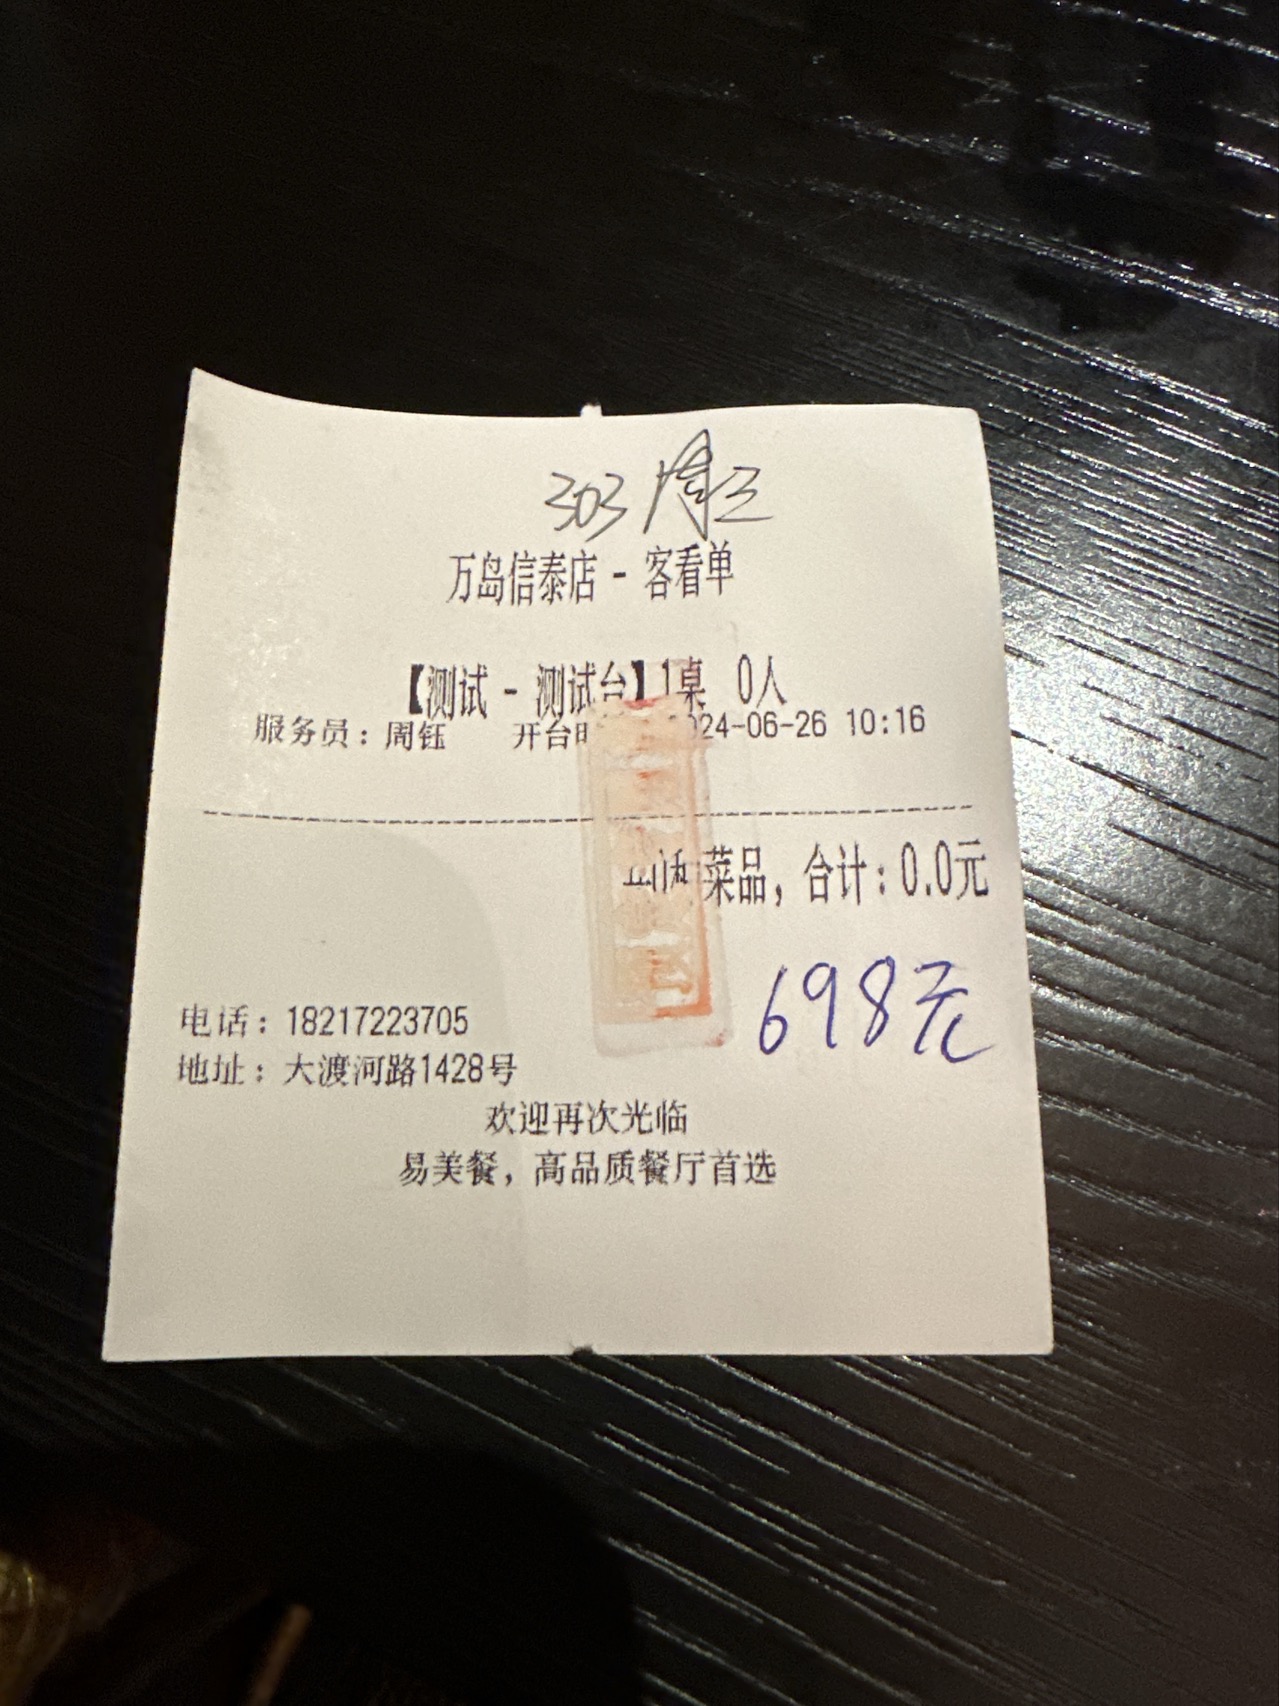 303
万岛信泰店 - 客看单
【测试 - 测试台】1桌 0人
服务员：周钰 开台时 24-06-26 10:16
菜品，合计：0.0元
698元
电话：18217223705
地址：大渡河路1428号
欢迎再次光临
易美餐，高品质餐厅首选